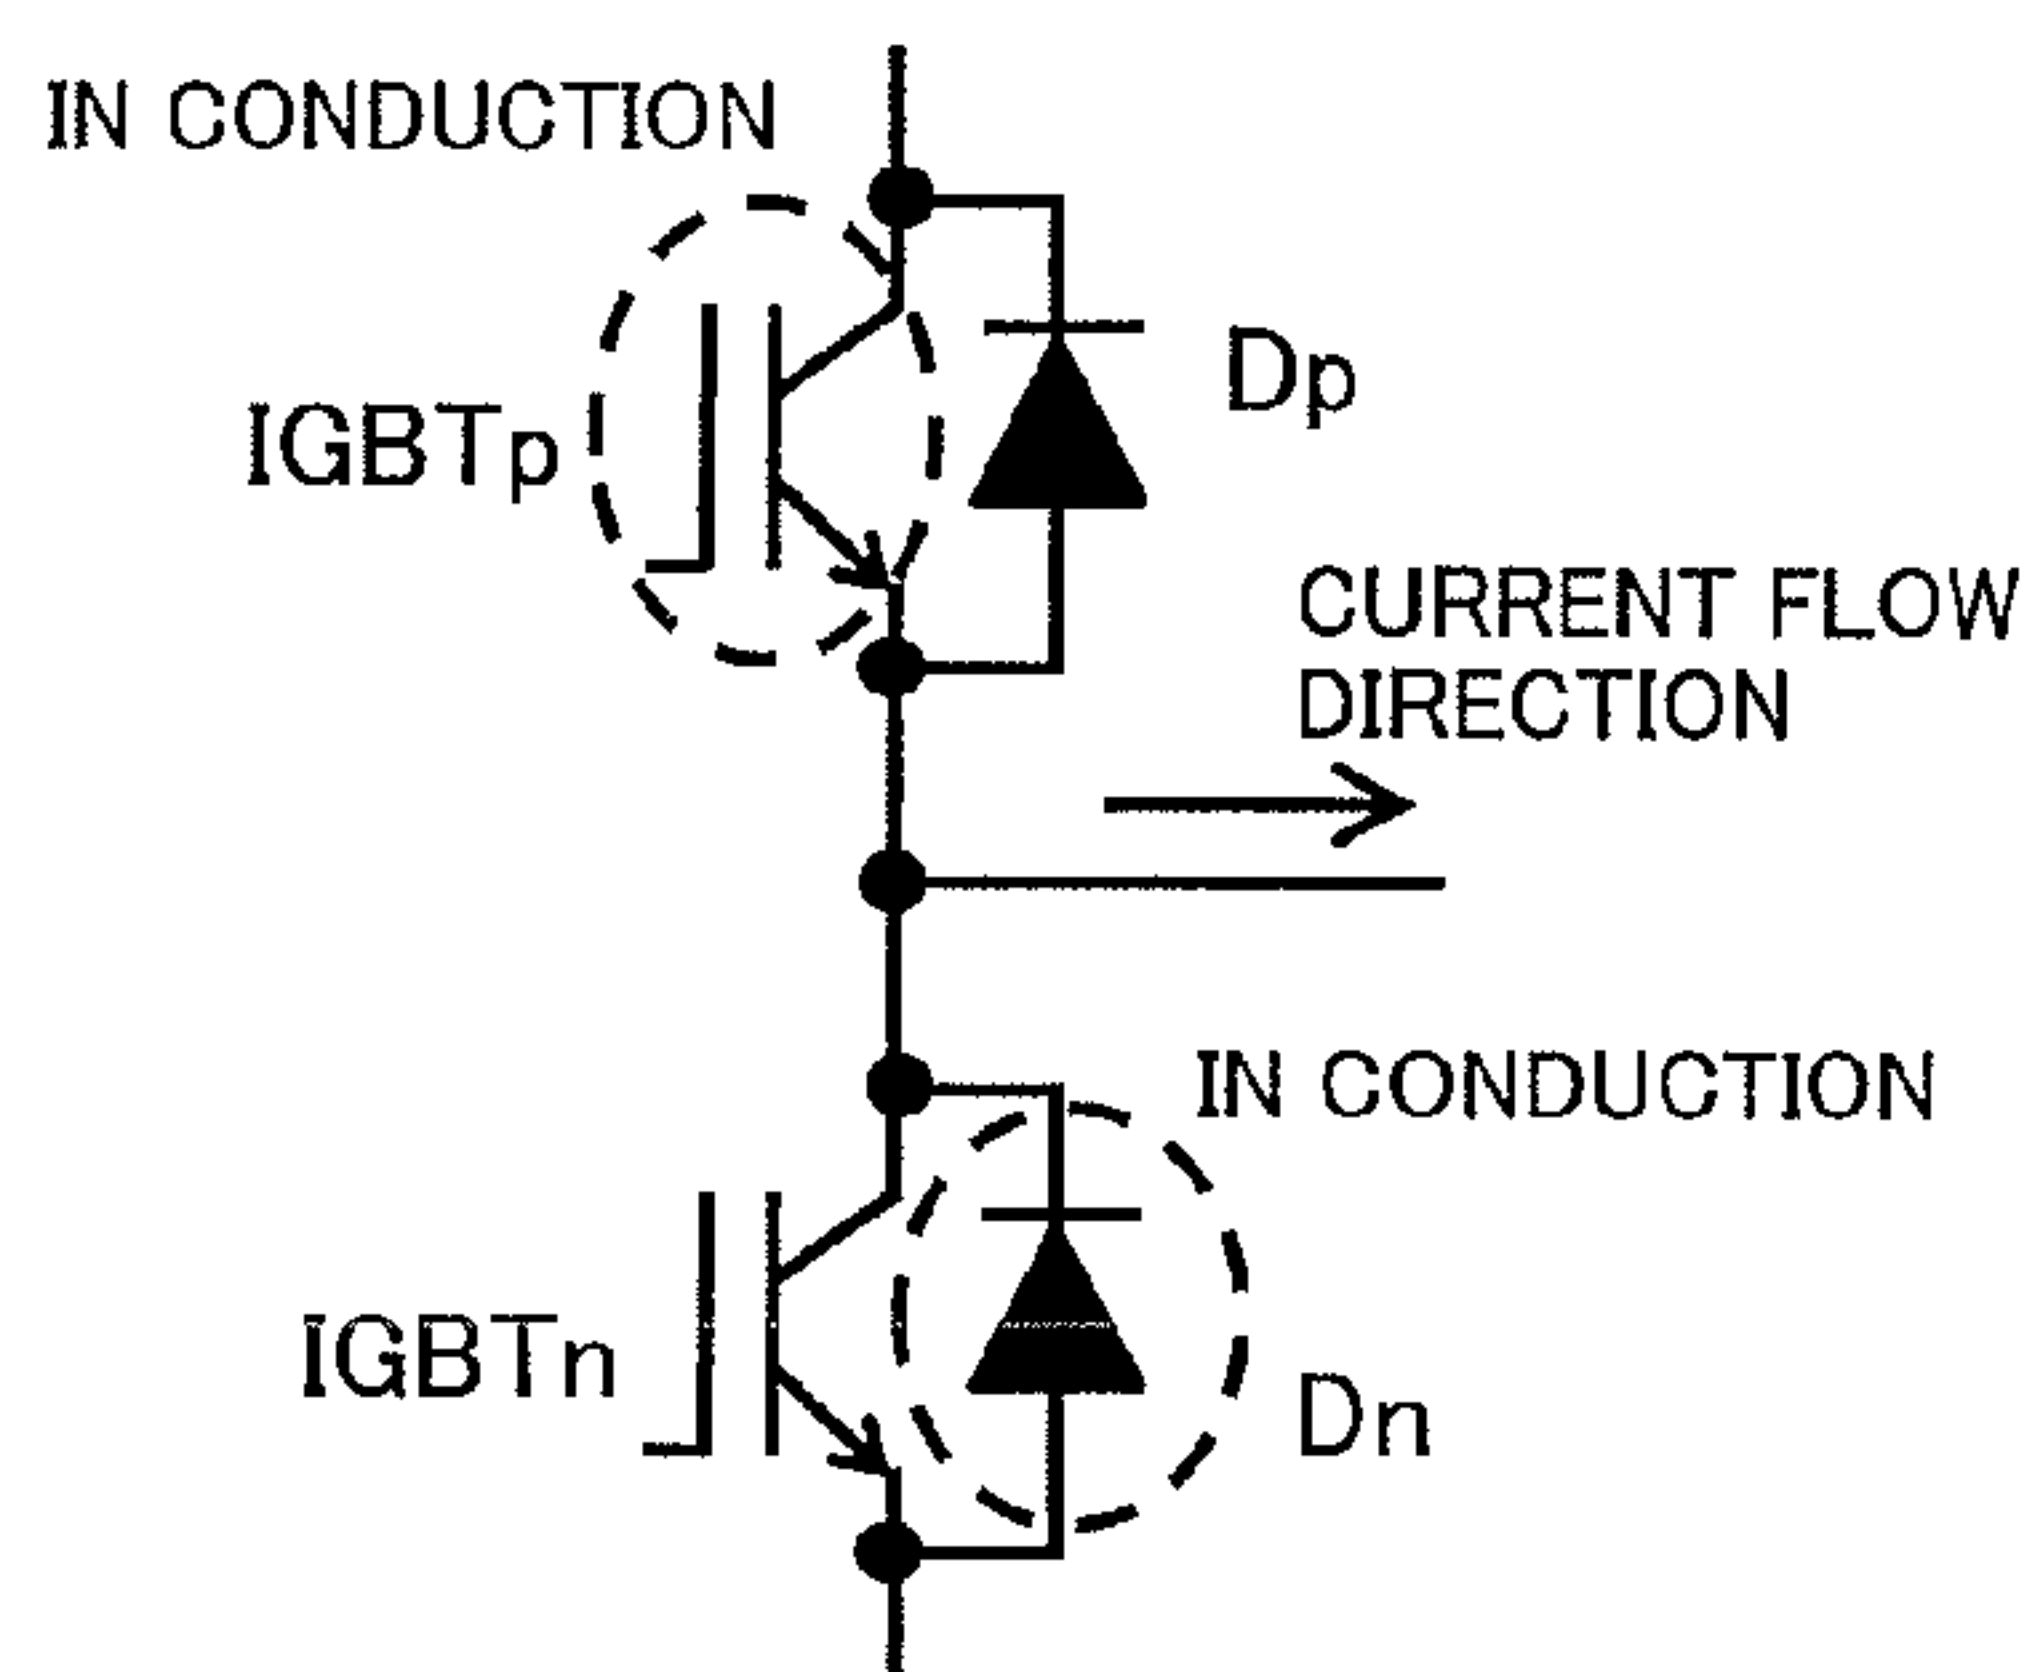 IN CONDUCTION
Dp
IGBTp
CURRENT FLOW
DIRECTION
IN CONDUCTION
IGBTn
Dn